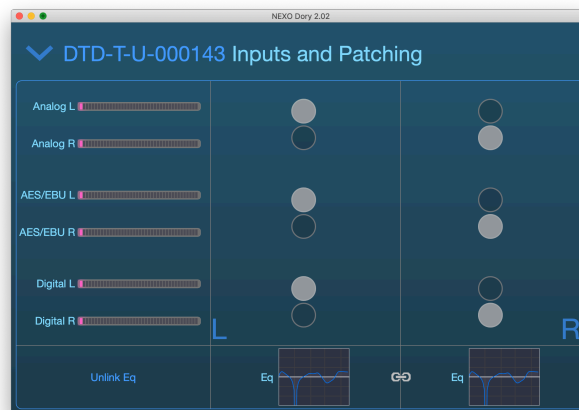 NEXO Dory 2.02
DTD-T-U-000143 Inputs and Patching
Analog L
Analog R
AES/EBU L
AES/EBU R
Digital L
Digital R
L
R
Unlink Eq
Eq
Eq